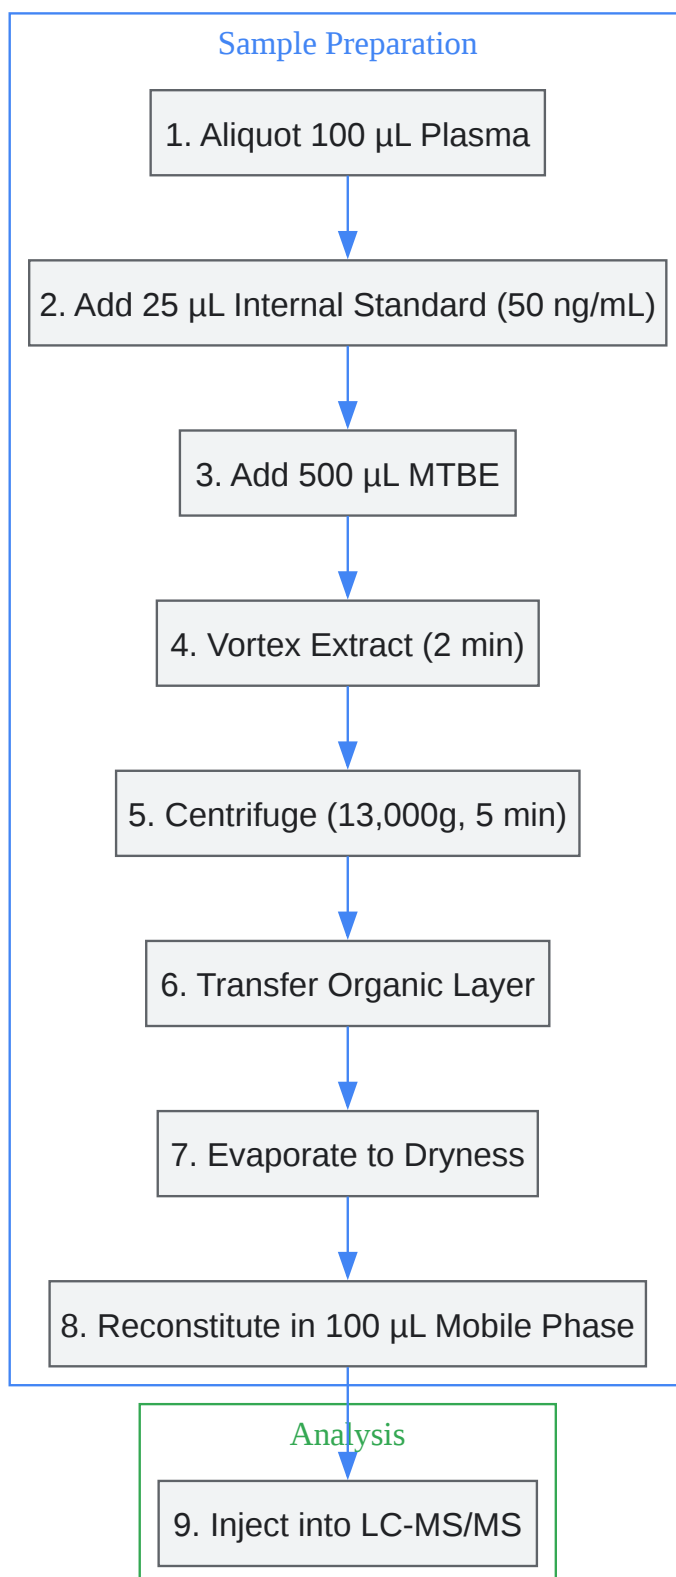 Sample Preparation
1. Aliquot 100 µL Plasma
2. Add 25 µL Internal Standard (50 ng/mL)
3. Add 500 µL MTBE
4. Vortex Extract (2 min)
5. Centrifuge (13,000g, 5 min)
6. Transfer Organic Layer
7. Evaporate to Dryness
8. Reconstitute in 100 µL Mobile Phase
Analysis
9. Inject into LC-MS/MS